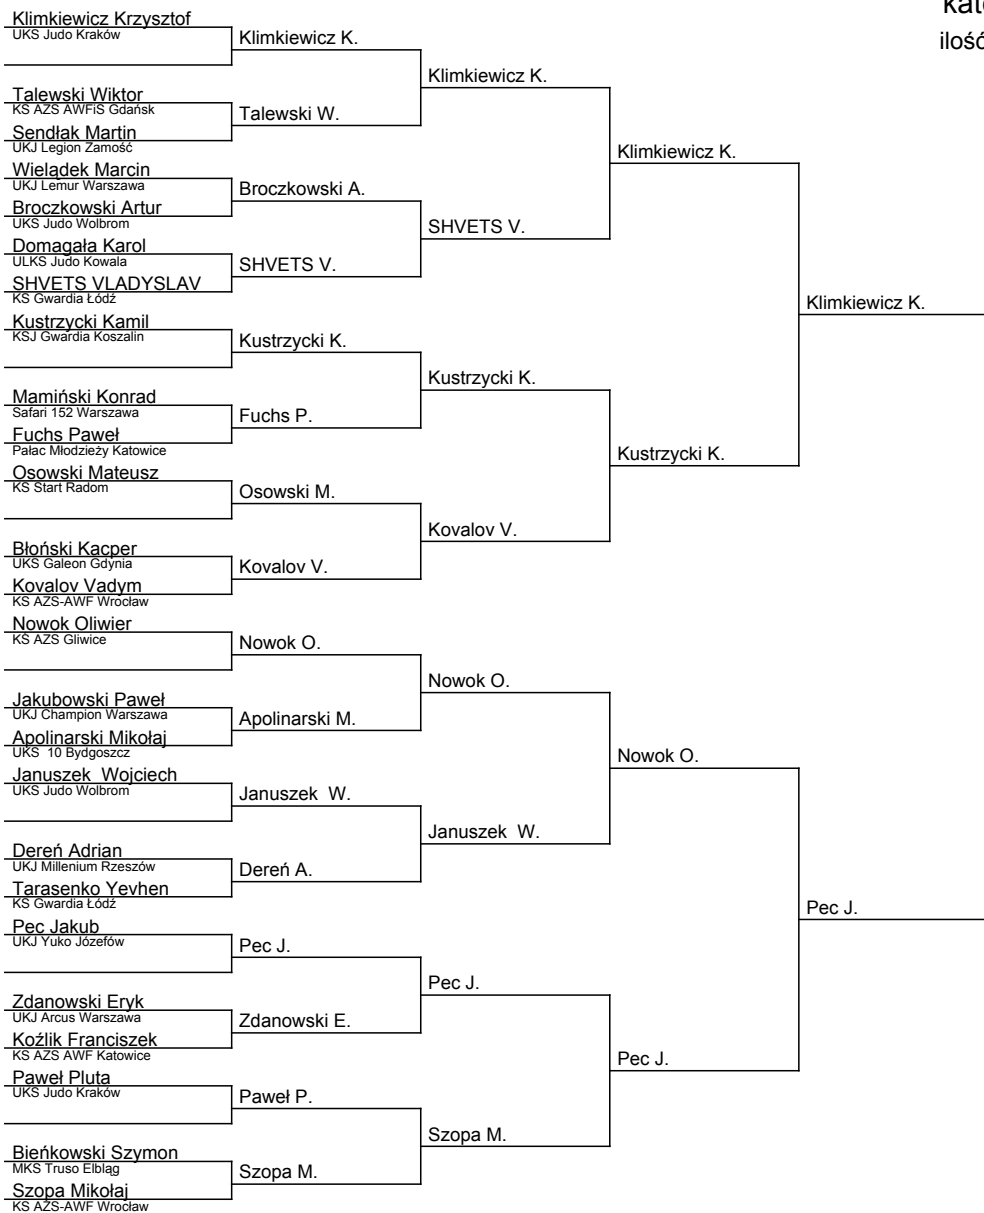 kat
ilość
Klimkiewicz Krzysztof
UKS Judo Kraków
Klimkiewicz K.
Klimkiewicz K.
Talewski Wiktor
KS AZS AWFiS Gdańsk
Talewski W.
Sendłak Martin
UKJ Legion Zamość
Klimkiewicz K.
Wielądek Marcin
UKJ Lemur Warszawa
Broczkowski A.
Broczkowski Artur
UKS Judo Wolbrom
SHVETS V.
Domagała Karol
ULKS Judo Kowala
SHVETS V.
SHVETS VLADYSLAV
KS Gwardia Łódź
Klimkiewicz K.
Kustrzycki Kamil
KSJ Gwardia Koszalin
Kustrzycki K.
Kustrzycki K.
Mamiński Konrad
Safari 152 Warszawa
Fuchs P.
Fuchs Paweł
Pałac Młodzieży Katowice
Kustrzycki K.
Osowski Mateusz
KS Start Radom
Osowski M.
Kovalov V.
Błoński Kacper
UKS Galeon Gdynia
Kovalov V.
Kovalov Vadym
KS AZS-AWF Wrocław
Nowok Oliwier
KS AZS Gliwice
Nowok O.
Nowok O.
Jakubowski Paweł
UKJ Champion Warszawa
Apolinarski M.
Apolinarski Mikołaj
UKS 10 Bydgoszcz
Nowok O.
Januszek Wojciech
UKS Judo Wolbrom
Januszek W.
Januszek W.
Dereń Adrian
UKJ Millenium Rzeszów
Dereń A.
Tarasenko Yevhen
KS Gwardia Łódź
Pec J.
Pec Jakub
UKJ Yuko Józefów
Pec J.
Pec J.
Zdanowski Eryk
UKJ Arcus Warszawa
Zdanowski E.
Koźlik Franciszek
KS AZS AWF Katowice
Pec J.
Paweł Pluta
UKS Judo Kraków
Paweł P.
Szopa M.
Bieńkowski Szymon
MKS Truso Elbląg
Szopa M.
Szopa Mikołaj
KS AZS-AWF Wrocław